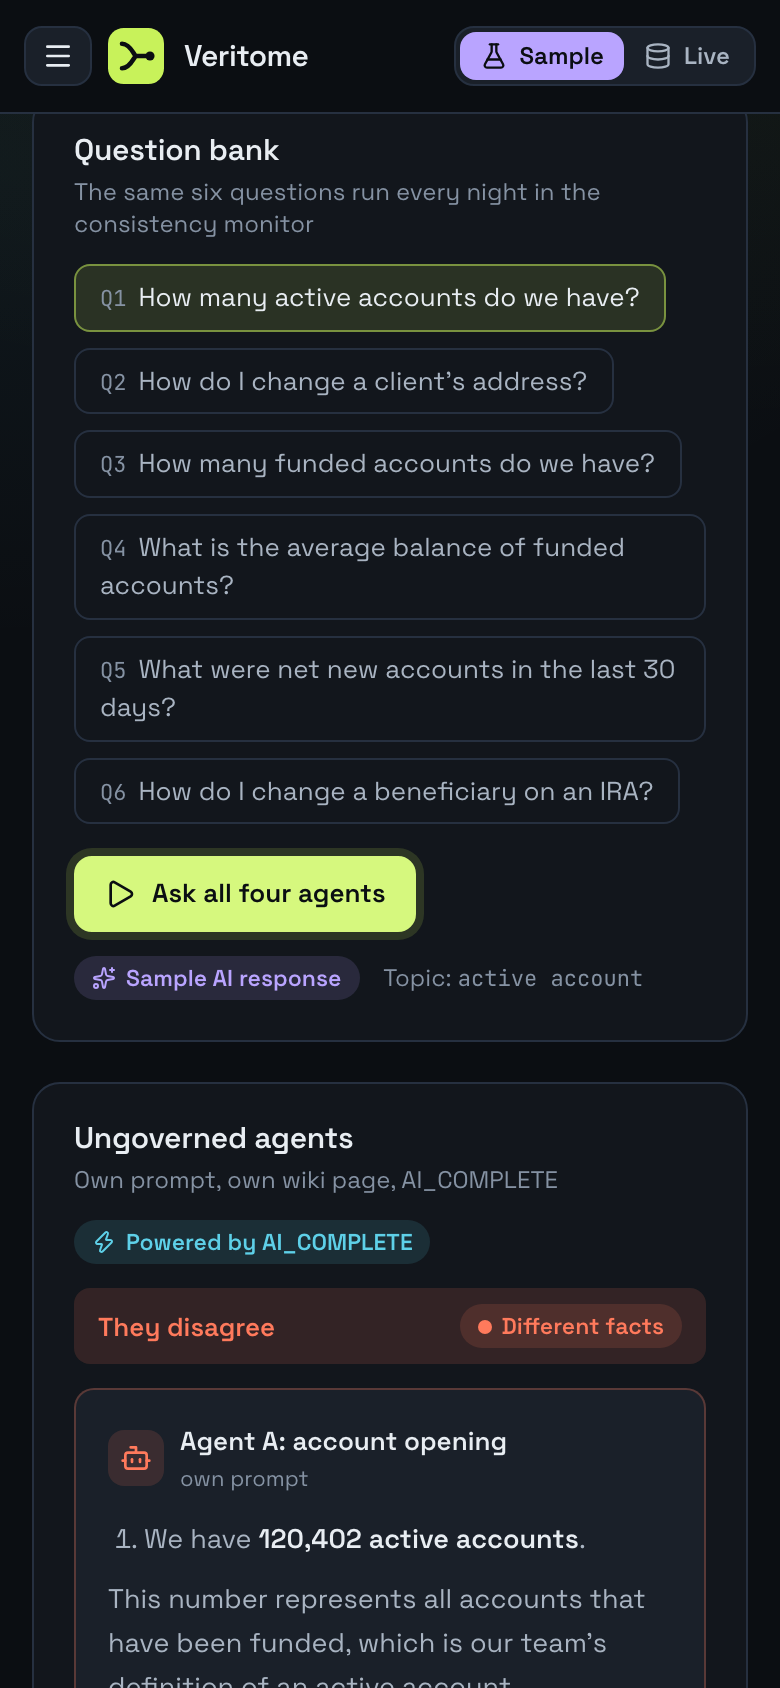 Veritome
Sample
Live
Question bank
The same six questions run every night in the
consistency monitor
Q1 How many active accounts do we have?
Q2 How do I change a client’s address?
Q3 How many funded accounts do we have?
Q4 What is the average balance of funded
accounts?
Q5 What were net new accounts in the last 30
days?
Q6 How do I change a beneficiary on an IRA?
Ask all four agents
Sample AI response
Topic: active account
Ungoverned agents
Own prompt, own wiki page, AI_COMPLETE
Powered by AI_COMPLETE
They disagree
Different facts
Agent A: account opening
own prompt
1. We have 120,402 active accounts.
This number represents all accounts that
have been funded, which is our team’s
definition of an active account.